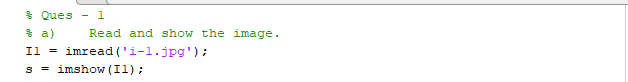 % Ques - 1
% a)    Read and show the image.
I1 = imread('i-1.jpg');
s = imshow(I1);